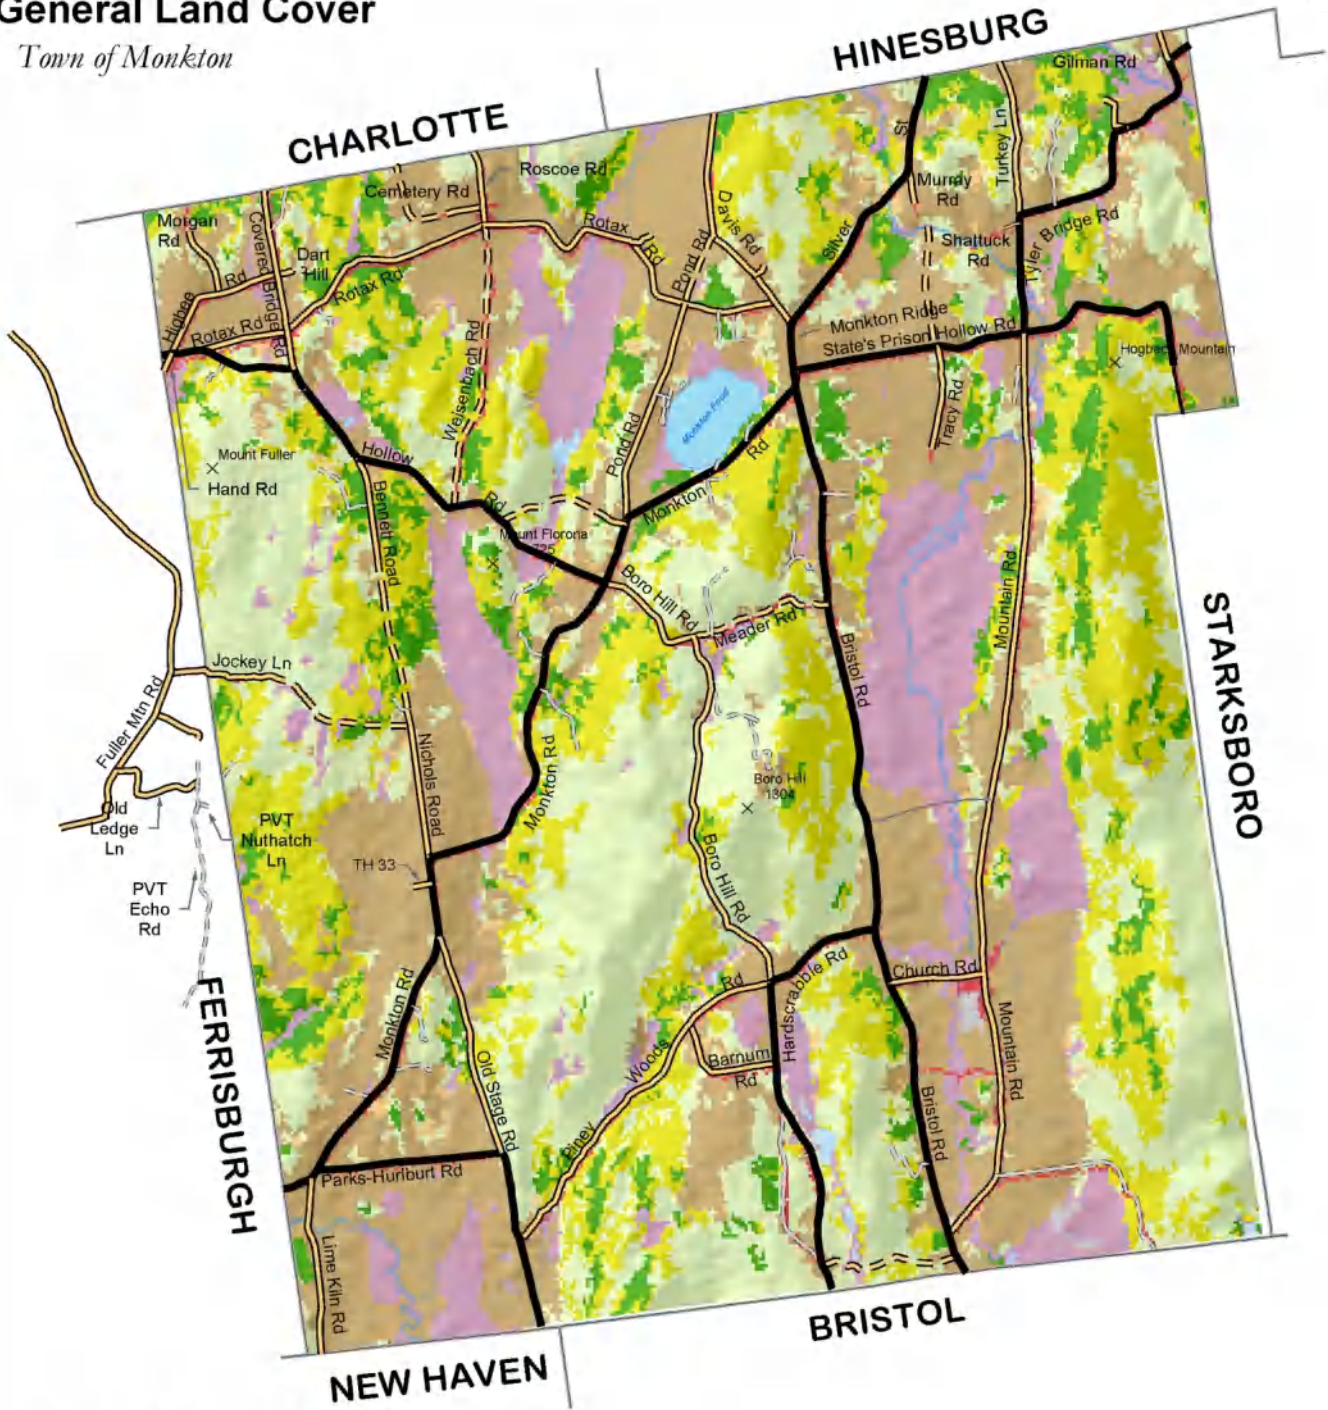 General Land Cover
Town of Monkton
HINESBURG
Gilman Rd
CHARLOTTE
Roscoe Rd
St
Turkey Ln
Cemetery Rd
Murray
Rd
Morgan
Rd
Covered Bridge Rd
Dart
Hill
Rd
Rotax
Rd
Davis Rd
Silver
Shattuck
Rd
Tyler Bridge Rd
Higbee
Rotax Rd
Rotax Rd
Pond Rd
Monkton Ridge
State's Prison Hollow Rd
Hogback Mountain
Weisenbach Rd
Monkton Pond
Tracy Rd
Mount Fuller
Hand Rd
Hollow
Rd
Pond Rd
Monkton
Rd
Bennett Road
Mount Florona
725
Boro Hill Rd
Meader Rd
Mountain Rd
STARKSBORO
Jockey Ln
Bristol Rd
Fuller Mtn Rd
Nichols Road
Monkton Rd
Boro Hill
1304
Old
Ledge
Ln
PVT
Nuthatch
Ln
TH 33
Boro Hill Rd
PVT
Echo
Rd
FERRISBURGH
Monkton Rd
Rd
Hardscrabble Rd
Church Rd
Mountain Rd
Woods
Barnum
Rd
Old Stage Rd
Piney
Bristol Rd
Parks-Hurlburt Rd
Lime Kiln Rd
BRISTOL
NEW HAVEN